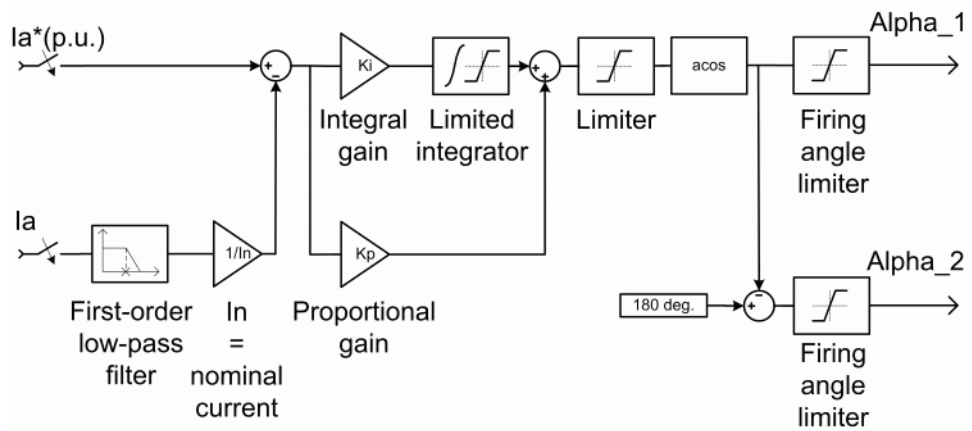 Ia*(p.u.)
Alpha_1
+
−
Ki
+
+
acos
Integral
gain
Limited
integrator
Limiter
Firing
angle
limiter
Ia
1/In
Kp
First-order
low-pass
filter
In
=
nominal
current
Proportional
gain
Alpha_2
180 deg.
−
+
Firing
angle
limiter